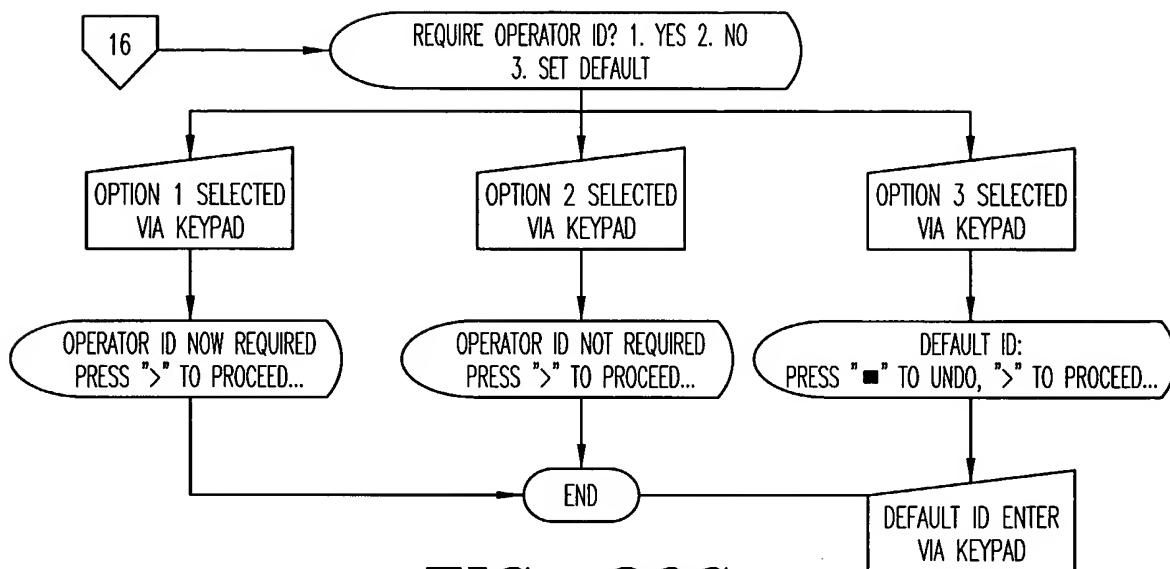 16
REQUIRE OPERATOR ID? 1. YES 2. NO
3. SET DEFAULT
OPTION 1 SELECTED
VIA KEYPAD
OPTION 2 SELECTED
VIA KEYPAD
OPTION 3 SELECTED
VIA KEYPAD
OPERATOR ID NOW REQUIRED
PRESS ">" TO PROCEED...
OPERATOR ID NOT REQUIRED
PRESS ">" TO PROCEED...
DEFAULT ID:
PRESS "■" TO UNDO, ">" TO PROCEED...
END
DEFAULT ID ENTER
VIA KEYPAD